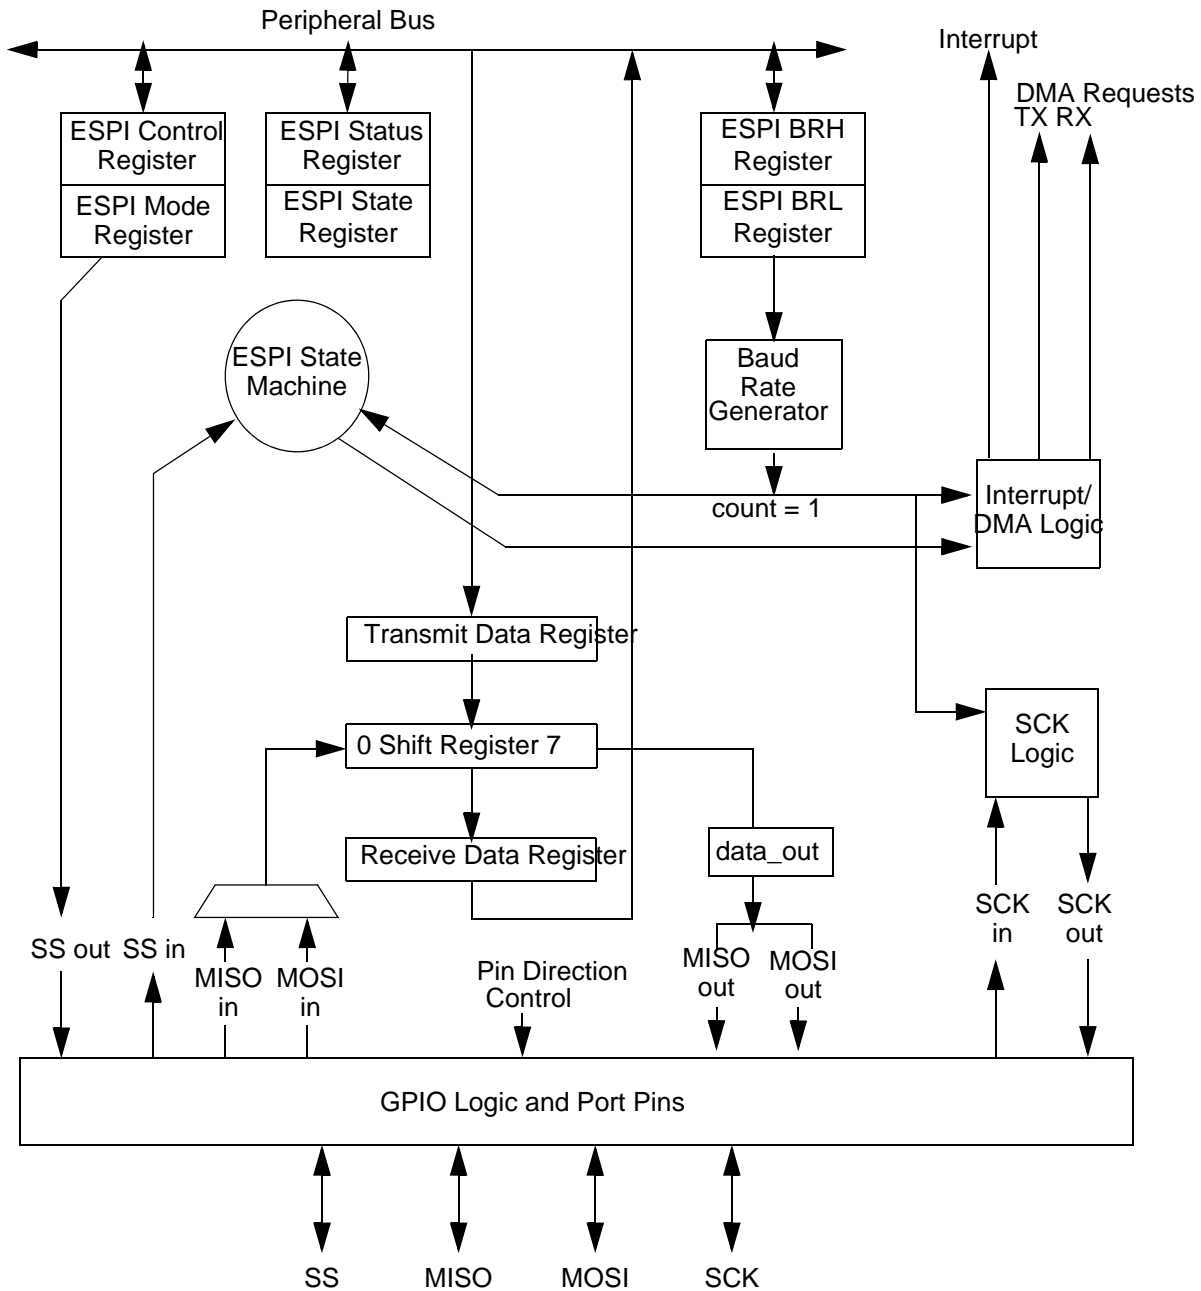 Peripheral Bus
Interrupt
DMA Requests
TX RX
ESPI Control
Register
ESPI Mode
Register
ESPI Status
Register
ESPI State
Register
ESPI BRH
Register
ESPI BRL
Register
ESPI State
Machine
Baud
Rate
Generator
count = 1
Interrupt/
DMA Logic
Transmit Data Register
0 Shift Register 7
Receive Data Register
data_out
SCK
Logic
SS out
SS in
MISO
in
MOSI
in
Pin Direction
Control
MISO
out
MOSI
out
SCK
in
SCK
out
GPIO Logic and Port Pins
SS
MISO
MOSI
SCK